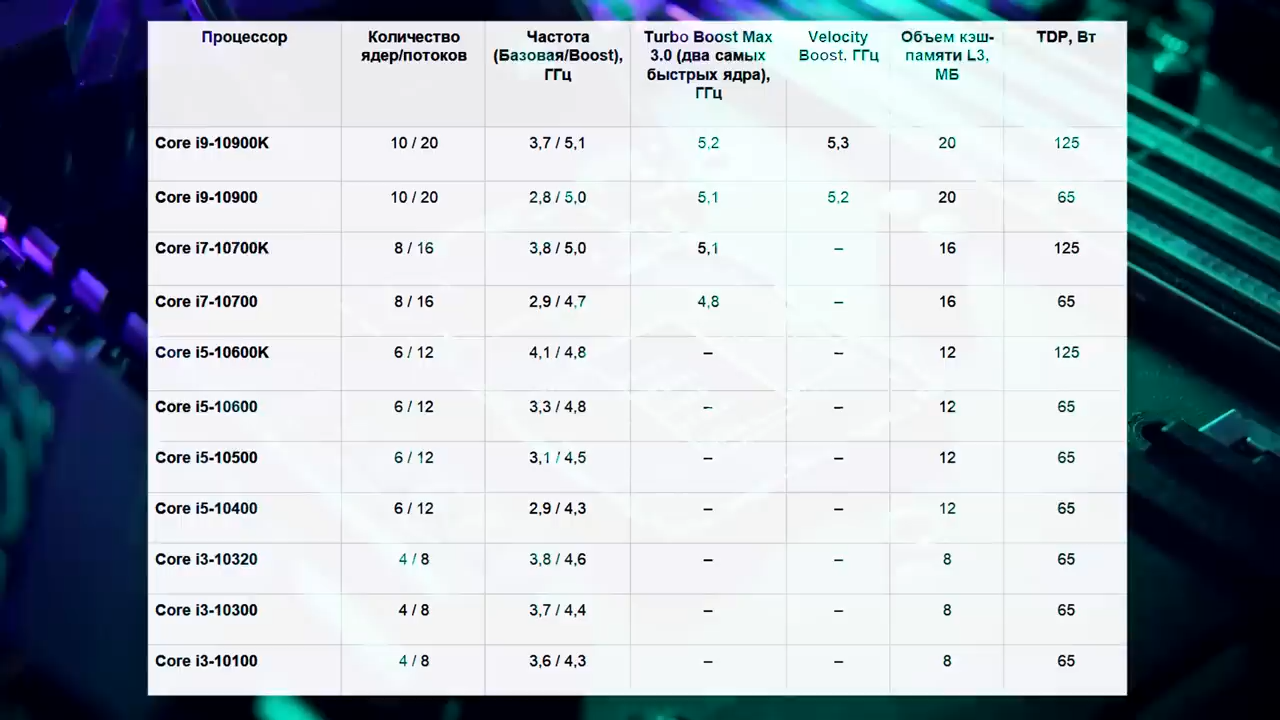 Процессор Количество ядер/потоков Частота (Базовая/Boost), ГГц Turbo Boost Max 3.0 (два самых быстрых ядра), ГГц Velocity Boost. ГГц Объем кэш-памяти L3, МБ TDP, Вт
Core i9-10900K 10 / 20 3,7 / 5,1 5,2 5,3 20 125
Core i9-10900 10 / 20 2,8 / 5,0 5,1 5,2 20 65
Core i7-10700K 8 / 16 3,8 / 5,0 5,1 – 16 125
Core i7-10700 8 / 16 2,9 / 4,7 4,8 – 16 65
Core i5-10600K 6 / 12 4,1 / 4,8 – – 12 125
Core i5-10600 6 / 12 3,3 / 4,8 – – 12 65
Core i5-10500 6 / 12 3,1 / 4,5 – – 12 65
Core i5-10400 6 / 12 2,9 / 4,3 – – 12 65
Core i3-10320 4 / 8 3,8 / 4,6 – – 8 65
Core i3-10300 4 / 8 3,7 / 4,4 – – 8 65
Core i3-10100 4 / 8 3,6 / 4,3 – – 8 65